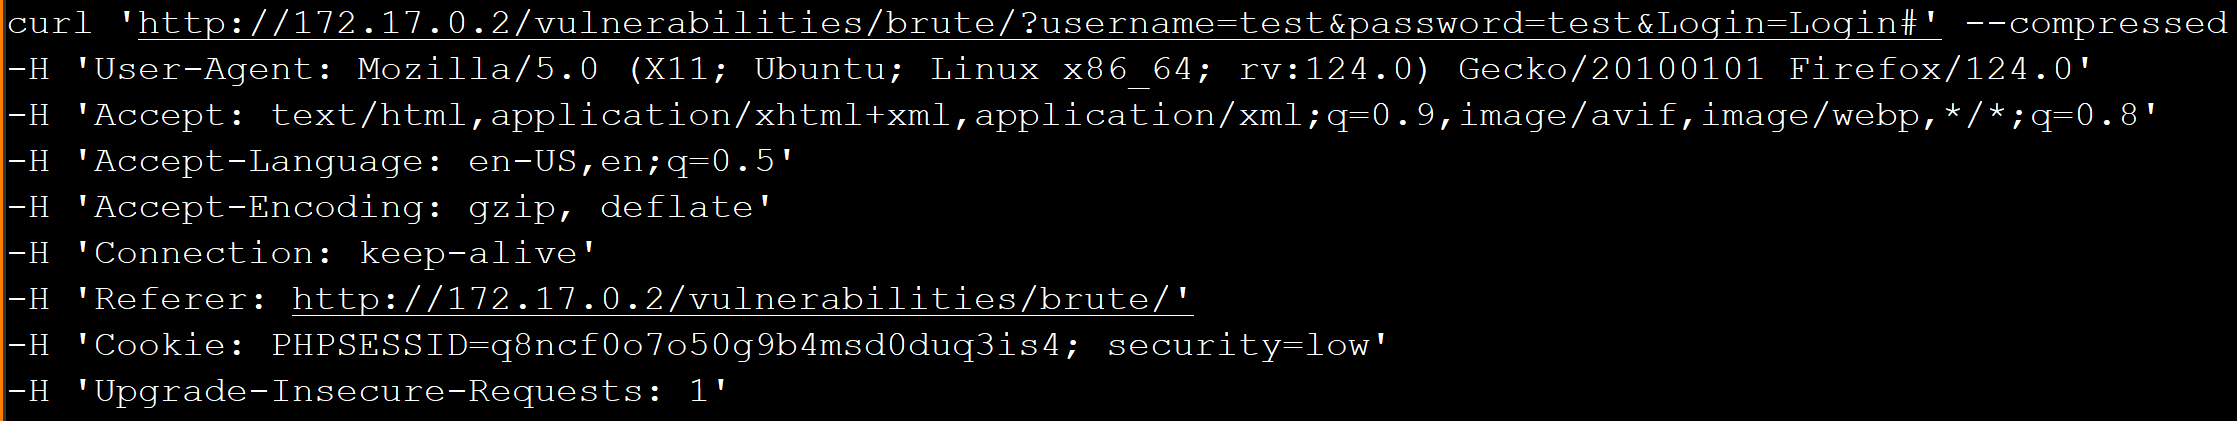 curl 'http://172.17.0.2/vulnerabilities/brute/?username=test&password=test&Login=Login#' --compressed
-H 'User-Agent: Mozilla/5.0 (X11; Ubuntu; Linux x86_64; rv:124.0) Gecko/20100101 Firefox/124.0'
-H 'Accept: text/html,application/xhtml+xml,application/xml;q=0.9,image/avif,image/webp,*/*;q=0.8'
-H 'Accept-Language: en-US,en;q=0.5'
-H 'Accept-Encoding: gzip, deflate'
-H 'Connection: keep-alive'
-H 'Referer: http://172.17.0.2/vulnerabilities/brute/'
-H 'Cookie: PHPSESSID=q8ncf0o7o50g9b4msd0duq3is4; security=low'
-H 'Upgrade-Insecure-Requests: 1'